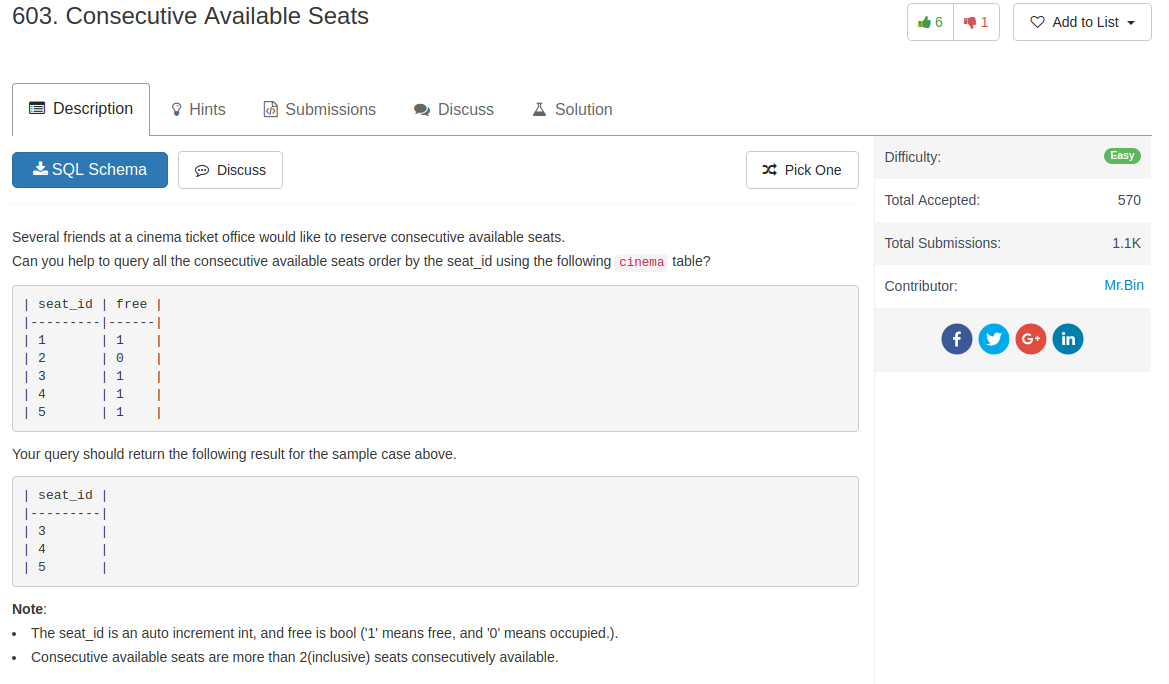 603. Consecutive Available Seats
6
1
Add to List
Description
Hints
Submissions
Discuss
Solution
SQL Schema
Discuss
Pick One
Several friends at a cinema ticket office would like to reserve consecutive available seats.
Can you help to query all the consecutive available seats order by the seat_id using the following cinema table?
| seat_id | free |
|---------|------|
| 1       | 1    |
| 2       | 0    |
| 3       | 1    |
| 4       | 1    |
| 5       | 1    |
Your query should return the following result for the sample case above.
| seat_id |
|---------|
| 3       |
| 4       |
| 5       |
Note:
• The seat_id is an auto increment int, and free is bool ('1' means free, and '0' means occupied.).
• Consecutive available seats are more than 2(inclusive) seats consecutively available.
Difficulty: Easy
Total Accepted: 570
Total Submissions: 1.1K
Contributor: Mr.Bin
f
G+
in